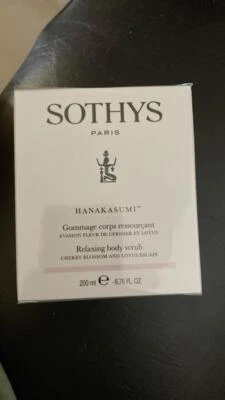 SOTHYS
PARIS
HANAKASUMI™
Gommage corps ressourçant
EVASION FLEUR DE CERISIER ET LOTUS
Relaxing body scrub
CHERRY BLOSSOM AND LOTUS ESCAPE
200 ml e - 6.76 FL.OZ